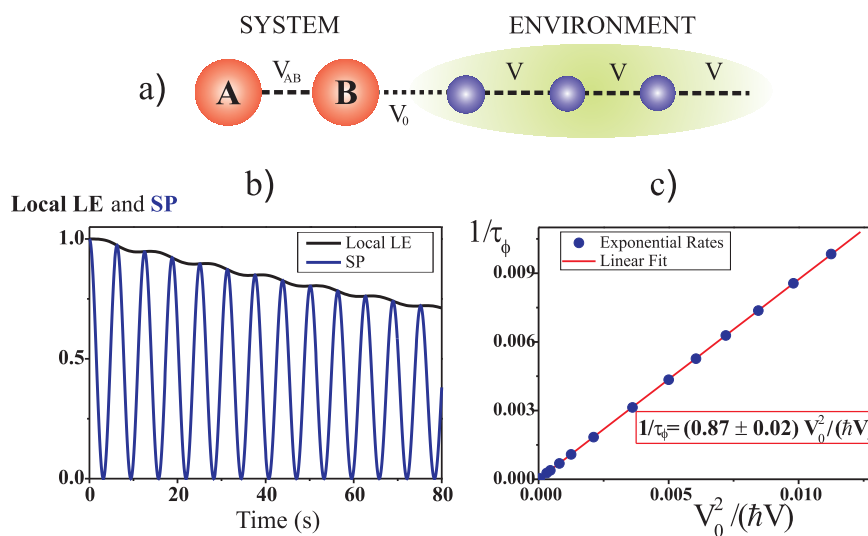 SYSTEM ENVIRONMENT
a) A V_AB B V_0 V V V
b)
Local LE and SP
1.0
0.5
0.0
0 20 40 60 80
Time (s)
Local LE
SP
c)
1/τ_ϕ
Exponential Rates
Linear Fit
0.009
0.006
0.003
0.000
1/τ_ϕ= (0.87 ± 0.02) V_0^2/(ħV
0.000 0.005 0.010
V_0^2/(ħV)